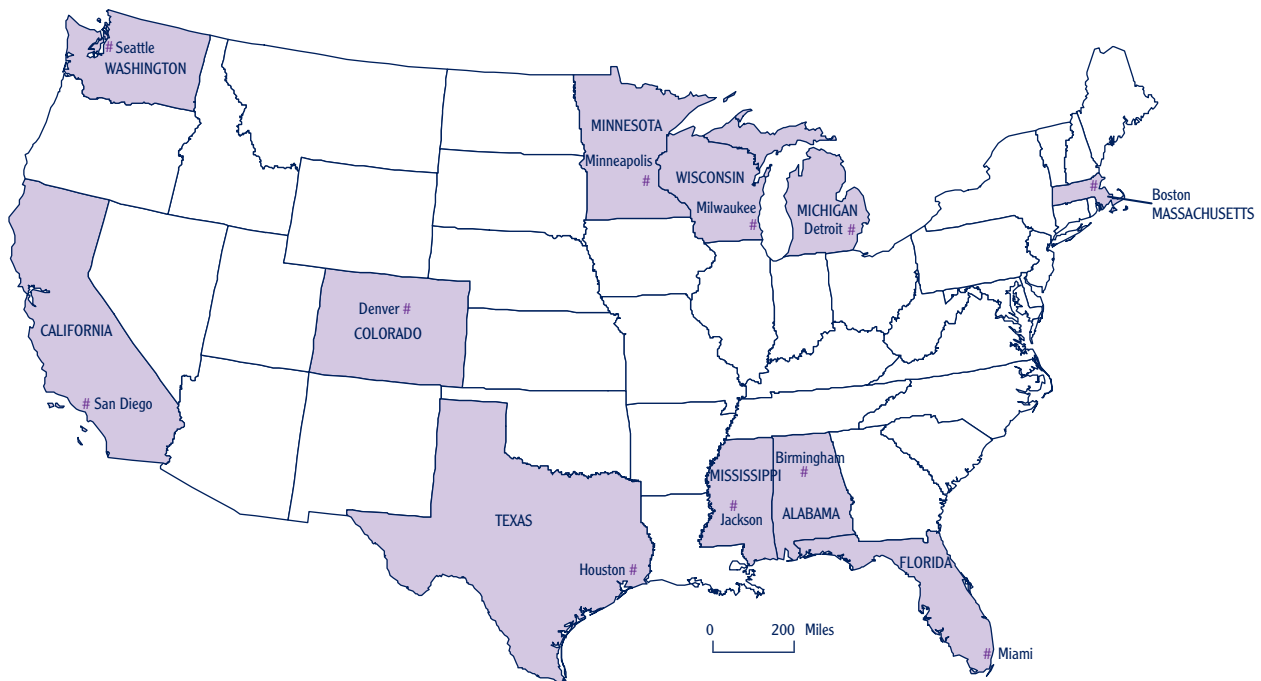 # Seattle
WASHINGTON
MINNESOTA
Minneapolis
#
WISCONSIN
Milwaukee
#
MICHIGAN
Detroit #
#
Boston
MASSACHUSETTS
Denver #
COLORADO
CALIFORNIA
# San Diego
Birmingham
#
MISSISSIPPI
#
Jackson
ALABAMA
TEXAS
Houston #
FLORIDA
0 200 Miles
# Miami